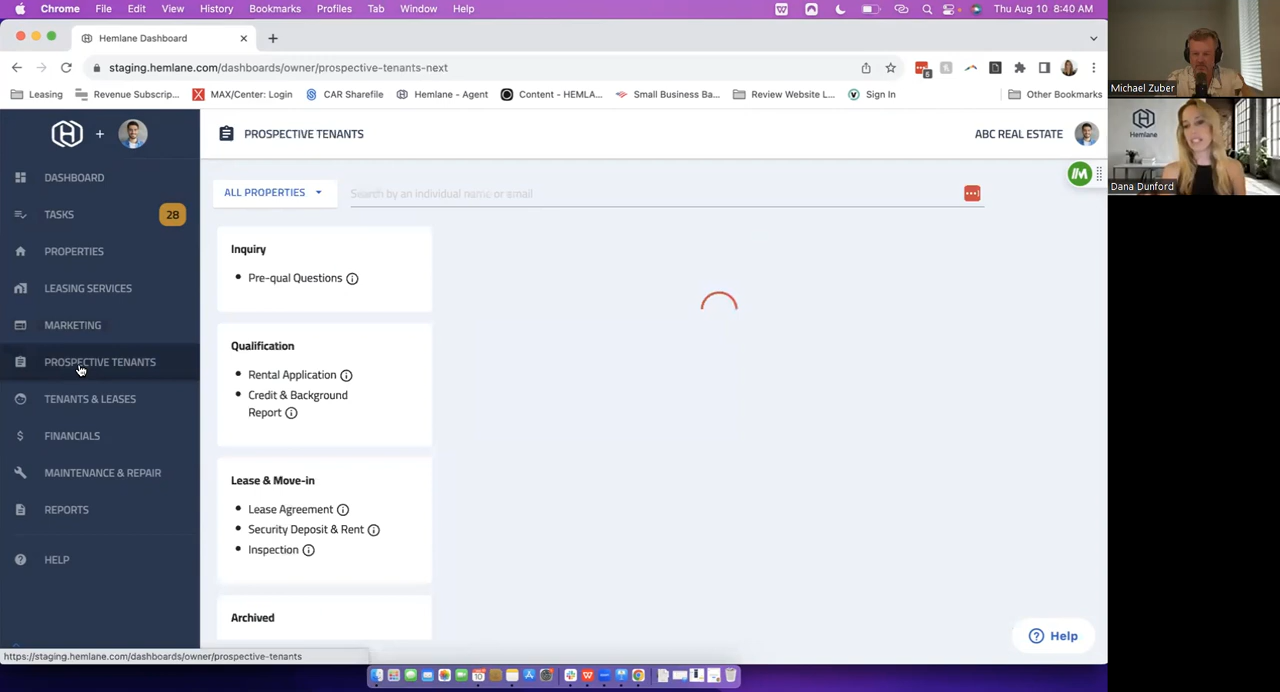 Chrome File Edit View History Bookmarks Profiles Tab Window Help Thu Aug 10 8:40 AM
Hemlane Dashboard
staging.hemlane.com/dashboards/owner/prospective-tenants-next
Leasing Revenue Subscrip... MAX/Center: Login CAR Sharefile Hemlane - Agent Content - HEMLA... Small Business Ba... Review Website L... Sign In Other Bookmarks
PROSPECTIVE TENANTS ABC REAL ESTATE
DASHBOARD
TASKS 28
PROPERTIES
LEASING SERVICES
MARKETING
PROSPECTIVE TENANTS
TENANTS & LEASES
FINANCIALS
MAINTENANCE & REPAIR
REPORTS
HELP
https://staging.hemlane.com/dashboards/owner/prospective-tenants
ALL PROPERTIES Search by an individual name or email
Inquiry
Pre-qual Questions
Qualification
Rental Application
Credit & Background
Report
Lease & Move-in
Lease Agreement
Security Deposit & Rent
Inspection
Archived
Help
Michael Zuber
Hemlane
Dana Dunford